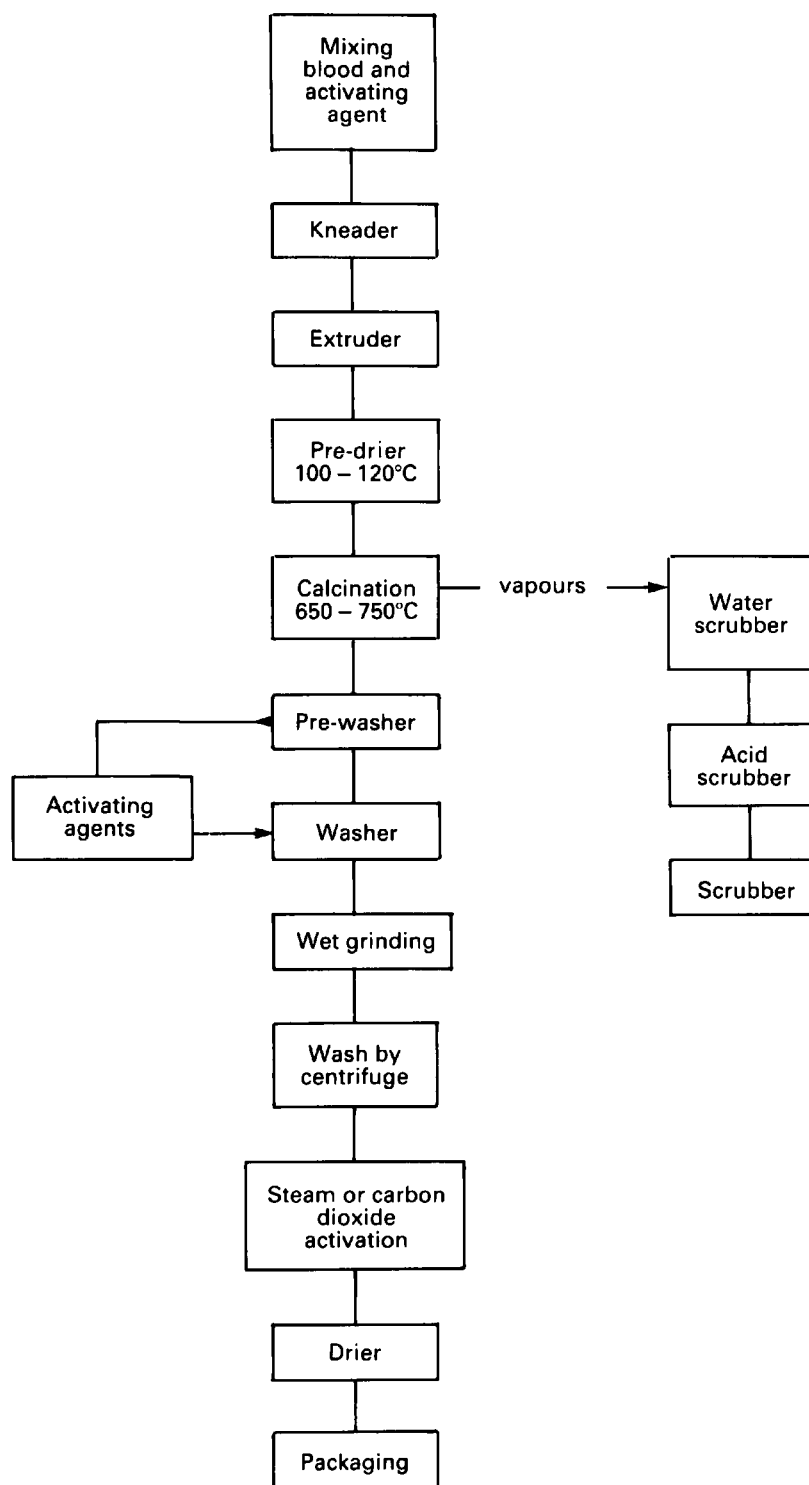 Mixing
blood and
activating
agent
Kneader
Extruder
Pre-drier
100 – 120°C
Calcination
650 – 750°C
vapours
Water
scrubber
Pre-washer
Acid
scrubber
Activating
agents
Washer
Scrubber
Wet grinding
Wash by
centrifuge
Steam or carbon
dioxide
activation
Drier
Packaging